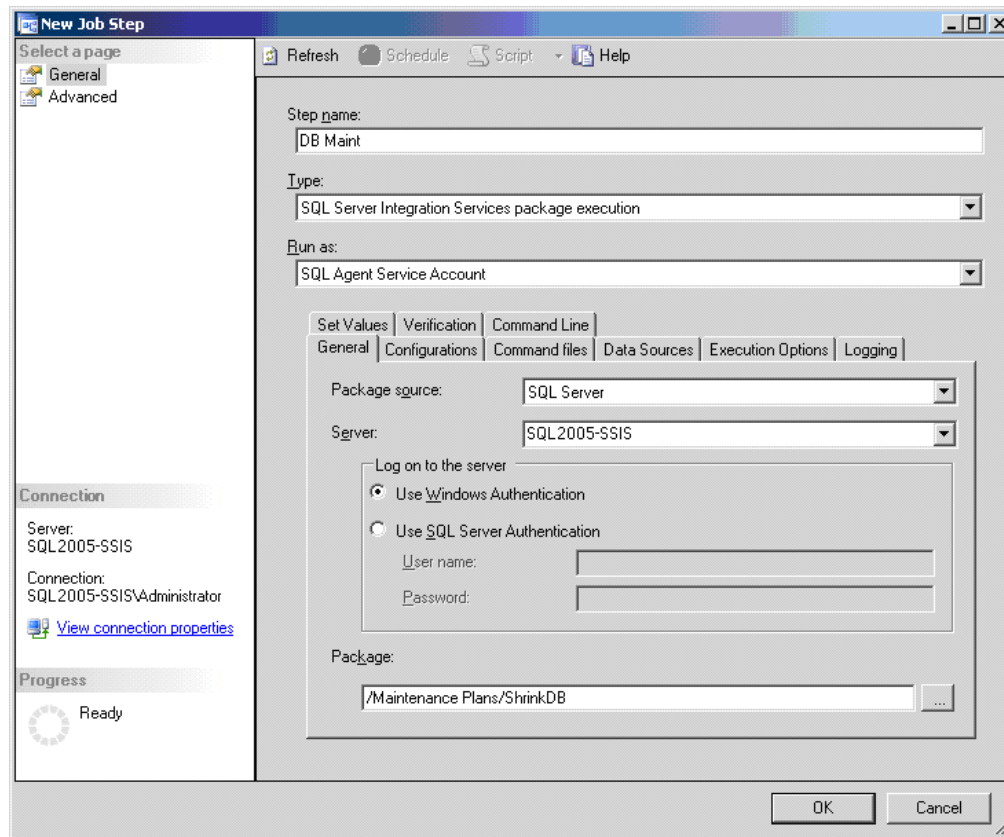 New Job Step
Select a page
General
Advanced
Refresh Schedule Script Help
Step name:
DB Maint
Type:
SQL Server Integration Services package execution
Run as:
SQL Agent Service Account
Set Values Verification Command Line
General Configurations Command files Data Sources Execution Options Logging
Package source:
SQL Server
Server:
SQL2005-SSIS
Log on to the server
Use Windows Authentication
Use SQL Server Authentication
User name:
Password:
Package:
/Maintenance Plans/ShrinkDB
...
Connection
Server:
SQL2005-SSIS
Connection:
SQL2005-SSIS\Administrator
View connection properties
Progress
Ready
OK Cancel